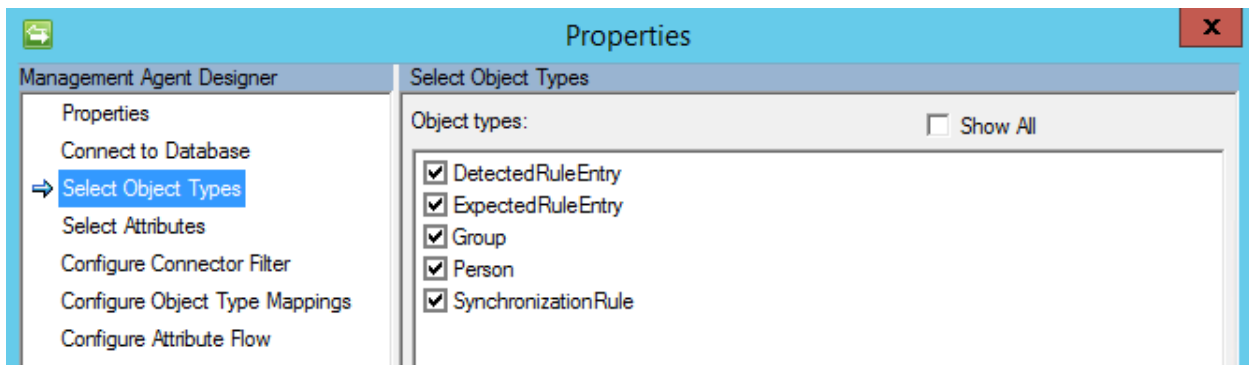 Properties
x
Management Agent Designer
Properties
Connect to Database
Select Object Types
Select Attributes
Configure Connector Filter
Configure Object Type Mappings
Configure Attribute Flow
Select Object Types
Object types:
Show All
DetectedRuleEntry
ExpectedRuleEntry
Group
Person
SynchronizationRule